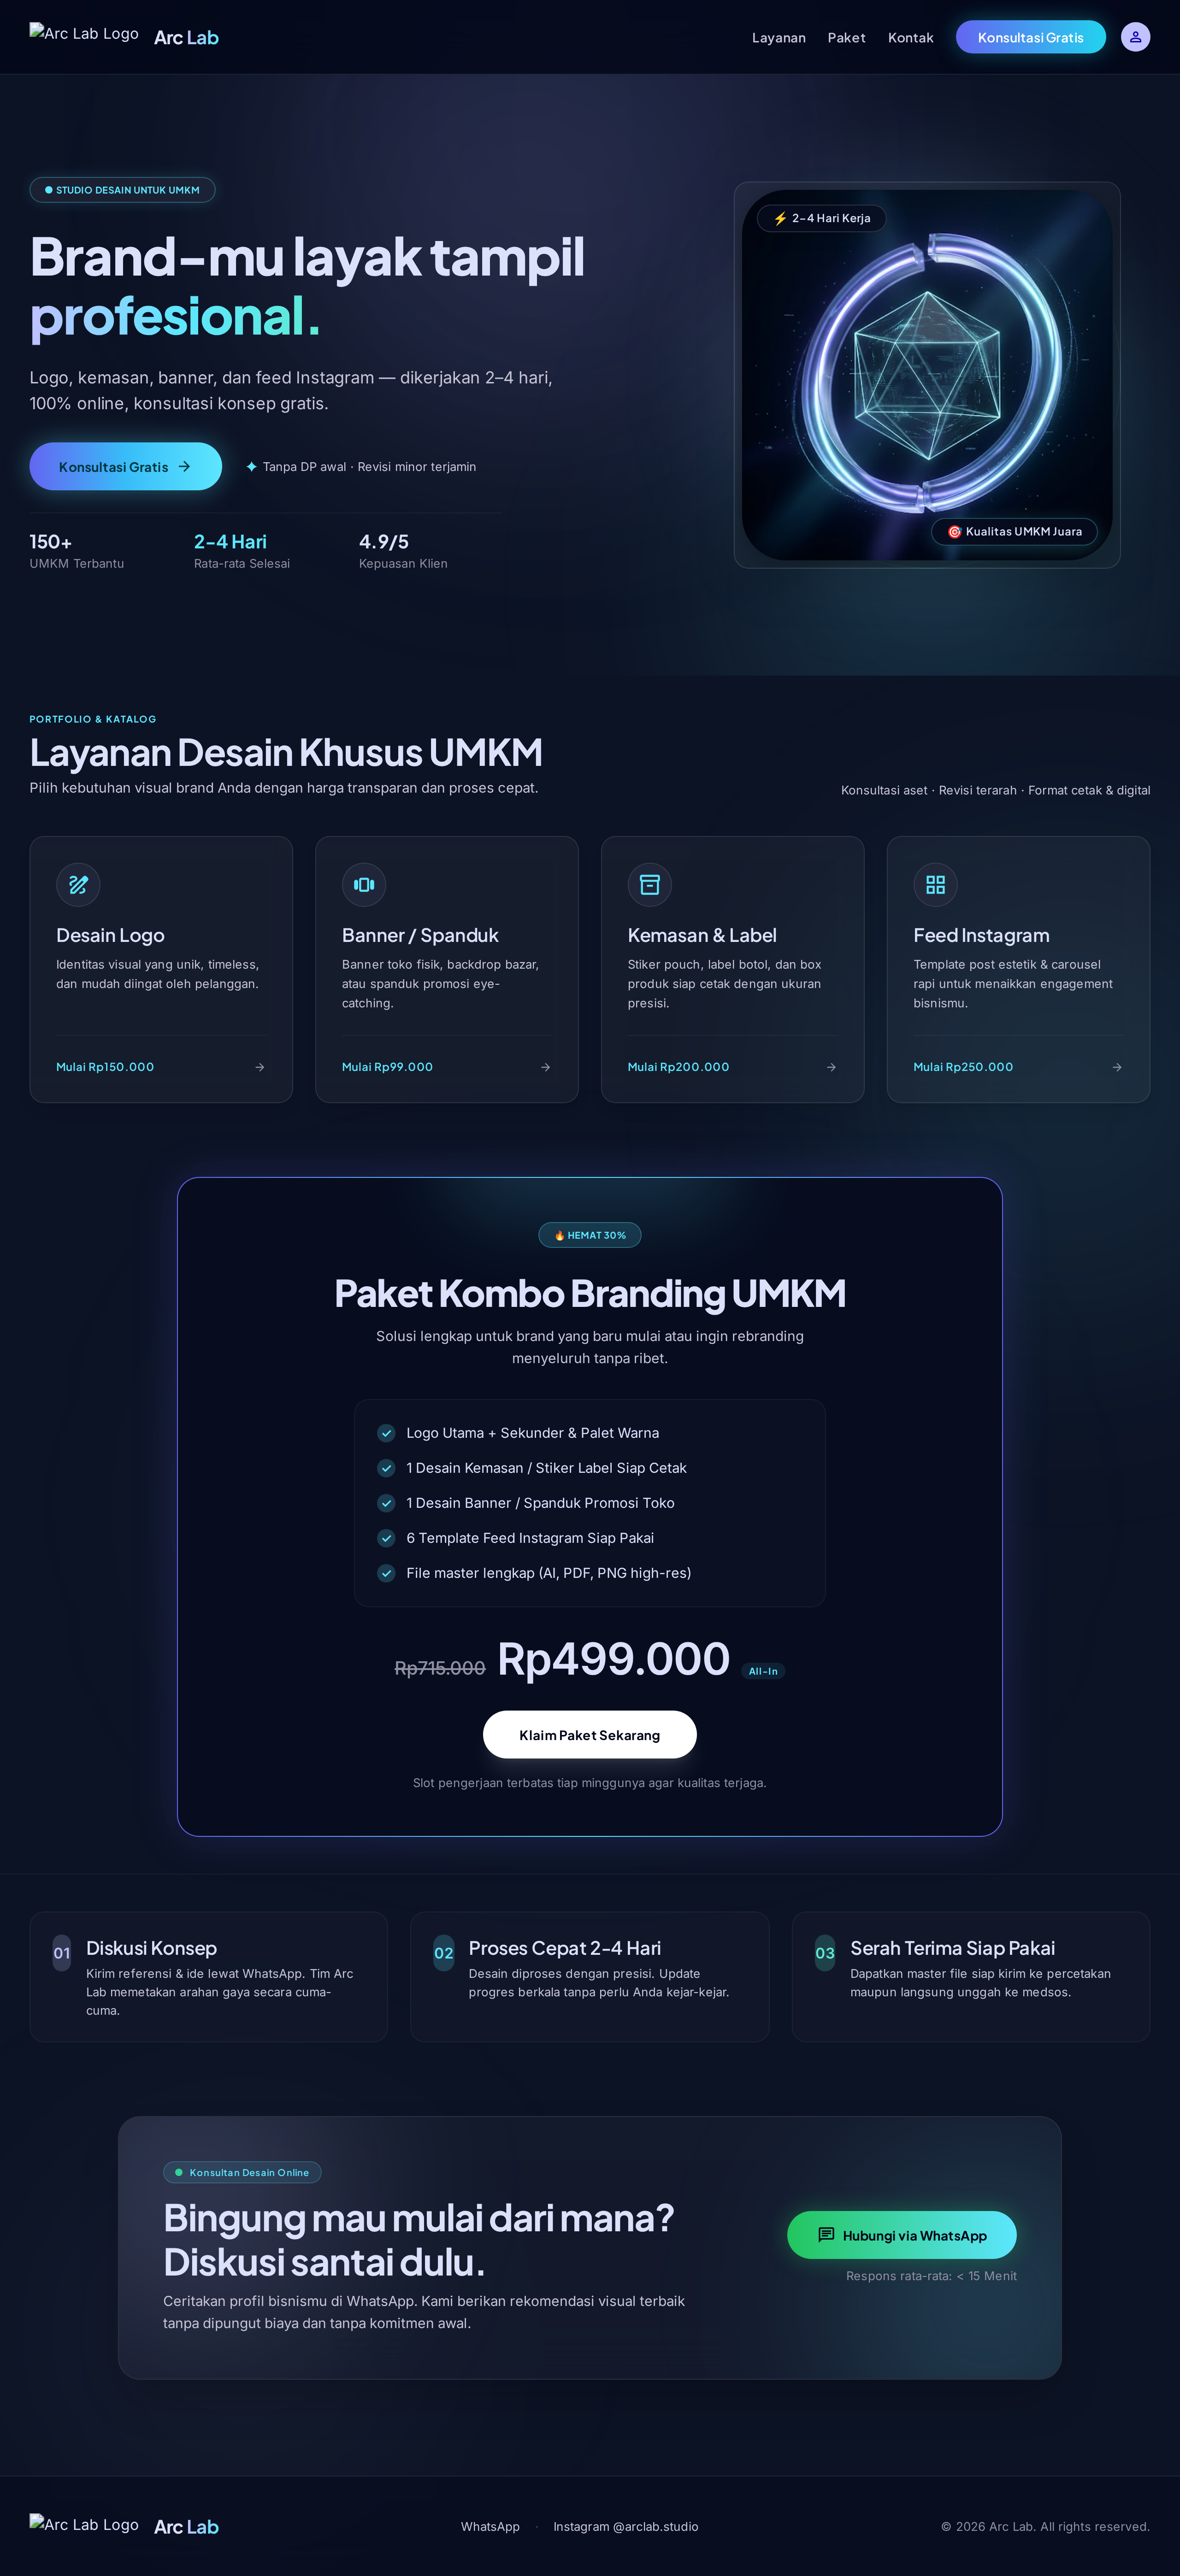 Arc Lab Logo
Arc Lab
Layanan
Paket
Kontak
Konsultasi Gratis
STUDIO DESAIN UNTUK UMKM
Brand-mu layak tampil
profesional.
Logo, kemasan, banner, dan feed Instagram — dikerjakan 2–4 hari,
100% online, konsultasi konsep gratis.
Konsultasi Gratis →
✦ Tanpa DP awal · Revisi minor terjamin
150+
UMKM Terbantu
2-4 Hari
Rata-rata Selesai
4.9/5
Kepuasan Klien
⚡ 2–4 Hari Kerja
🎯 Kualitas UMKM Juara
PORTFOLIO & KATALOG
Layanan Desain Khusus UMKM
Pilih kebutuhan visual brand Anda dengan harga transparan dan proses cepat.
Konsultasi aset · Revisi terarah · Format cetak & digital
Desain Logo
Identitas visual yang unik, timeless,
dan mudah diingat oleh pelanggan.
Mulai Rp150.000 →
Banner / Spanduk
Banner toko fisik, backdrop bazar,
atau spanduk promosi eye-
catching.
Mulai Rp99.000 →
Kemasan & Label
Stiker pouch, label botol, dan box
produk siap cetak dengan ukuran
presisi.
Mulai Rp200.000 →
Feed Instagram
Template post estetik & carousel
rapi untuk menaikkan engagement
bisnismu.
Mulai Rp250.000 →
🔥 HEMAT 30%
Paket Kombo Branding UMKM
Solusi lengkap untuk brand yang baru mulai atau ingin rebranding
menyeluruh tanpa ribet.
Logo Utama + Sekunder & Palet Warna
1 Desain Kemasan / Stiker Label Siap Cetak
1 Desain Banner / Spanduk Promosi Toko
6 Template Feed Instagram Siap Pakai
File master lengkap (AI, PDF, PNG high-res)
Rp715.000 Rp499.000 All-In
Klaim Paket Sekarang
Slot pengerjaan terbatas tiap minggunya agar kualitas terjaga.
01
Diskusi Konsep
Kirim referensi & ide lewat WhatsApp. Tim Arc
Lab memetakan arahan gaya secara cuma-
cuma.
02
Proses Cepat 2-4 Hari
Desain diproses dengan presisi. Update
progres berkala tanpa perlu Anda kejar-kejar.
03
Serah Terima Siap Pakai
Dapatkan master file siap kirim ke percetakan
maupun langsung unggah ke medsos.
Konsultan Desain Online
Bingung mau mulai dari mana?
Diskusi santai dulu.
Ceritakan profil bisnismu di WhatsApp. Kami berikan rekomendasi visual terbaik
tanpa dipungut biaya dan tanpa komitmen awal.
Hubungi via WhatsApp
Respons rata-rata: < 15 Menit
Arc Lab Logo
Arc Lab
WhatsApp · Instagram @arclab.studio
© 2026 Arc Lab. All rights reserved.